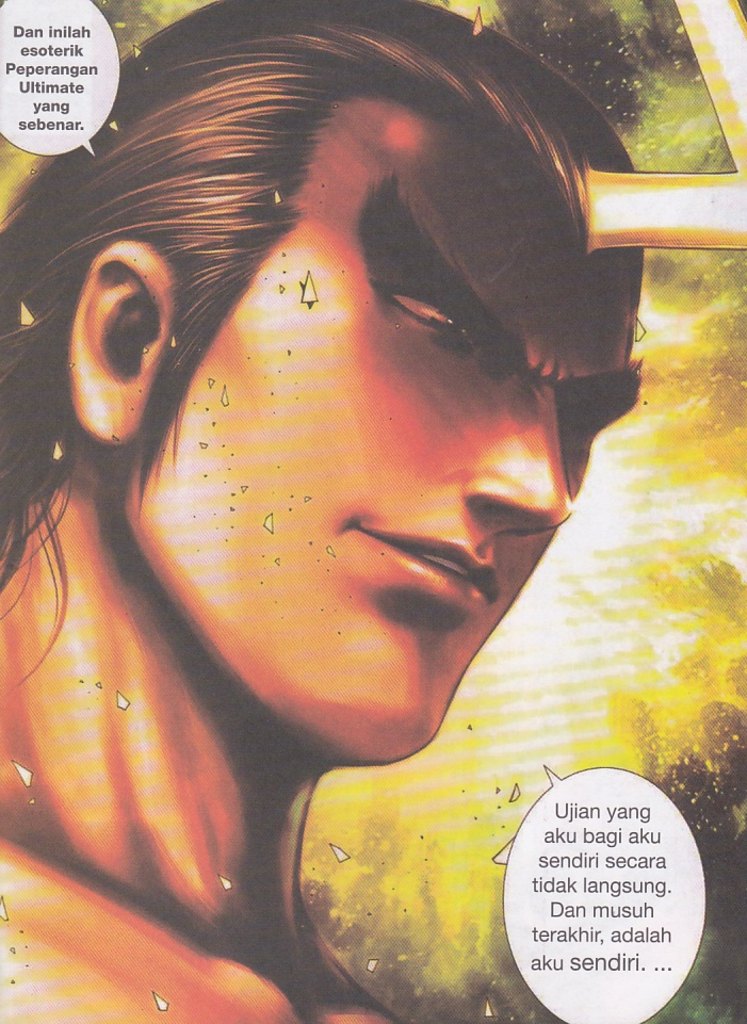 Dan inilah
esoterik
Peperangan
Ultimate
yang
sebenar.
Ujian yang
aku bagi aku
sendiri secara
tidak langsung.
Dan musuh
terakhir, adalah
aku sendiri. ...